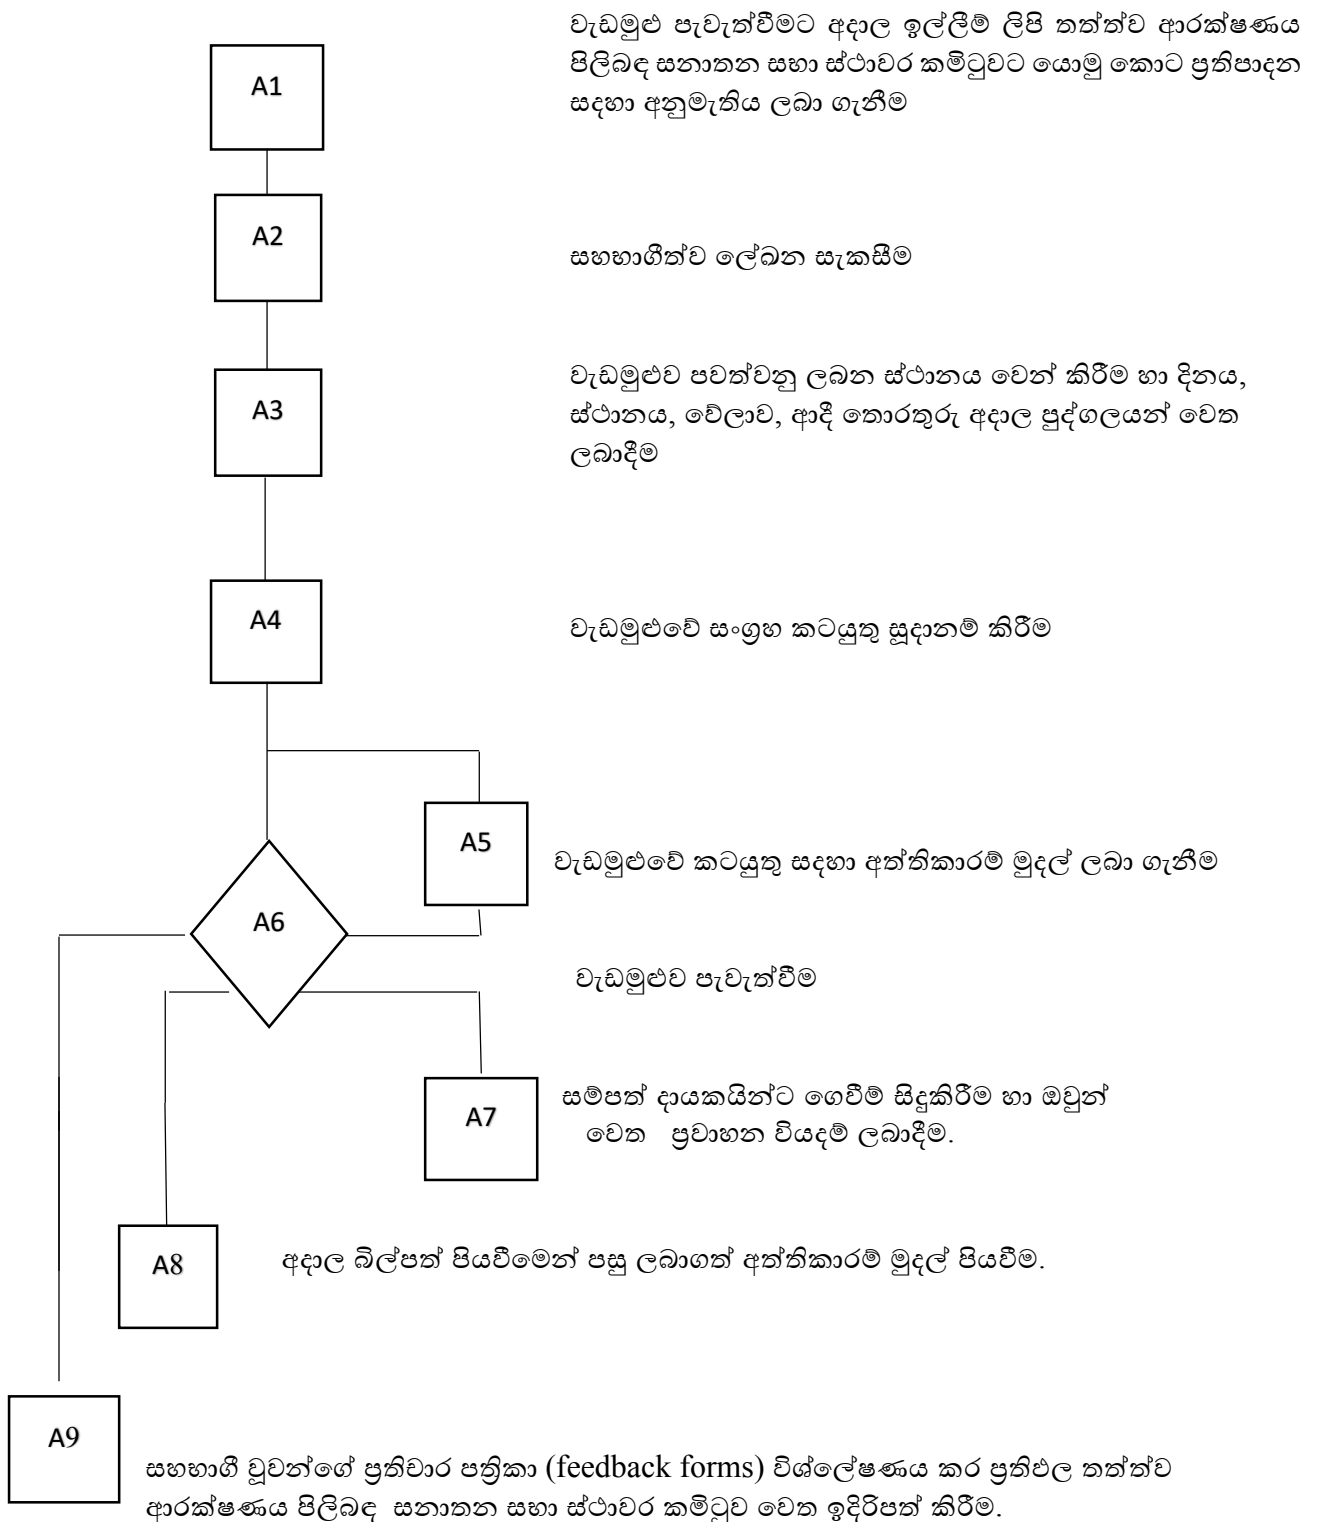 වැඩමුළු පැවැත්වීමට අදාල ඉල්ලීම් ලිපි තත්ත්ව ආරක්ෂණය
පිලිබඳ සනාතන සභා ස්ථාවර කමිටුවට යොමු කොට ප්‍රතිපාදන
සදහා අනුමැතිය ලබා ගැනීම
A1
A2
සහභාගීත්ව ලේඛන සැකසීම
වැඩමුළුව පවත්වනු ලබන ස්ථානය වෙන් කිරීම හා දිනය,
ස්ථානය, වේලාව, ආදී තොරතුරු අදාල පුද්ගලයන් වෙත
ලබාදීම
A3
A4
වැඩමුළුවේ සංග්‍රහ කටයුතු සූදානම් කිරීම
A5
වැඩමුළුවේ කටයුතු සදහා අත්තිකාරම් මුදල් ලබා ගැනීම
A6
වැඩමුළුව පැවැත්වීම
A7
සම්පත් දායකයින්ට ගෙවීම් සිදුකිරීම හා ඔවුන්
වෙත ප්‍රවාහන වියදම් ලබාදීම.
A8
අදාල බිල්පත් පියවීමෙන් පසු ලබාගත් අත්තිකාරම් මුදල් පියවීම.
A9
සහභාගී වූවන්ගේ ප්‍රතිචාර පත්‍රිකා (feedback forms) විශ්ලේෂණය කර ප්‍රතිඵල තත්ත්ව
ආරක්ෂණය පිලිබඳ සනාතන සභා ස්ථාවර කමිටුව වෙත ඉදිරිපත් කිරීම.